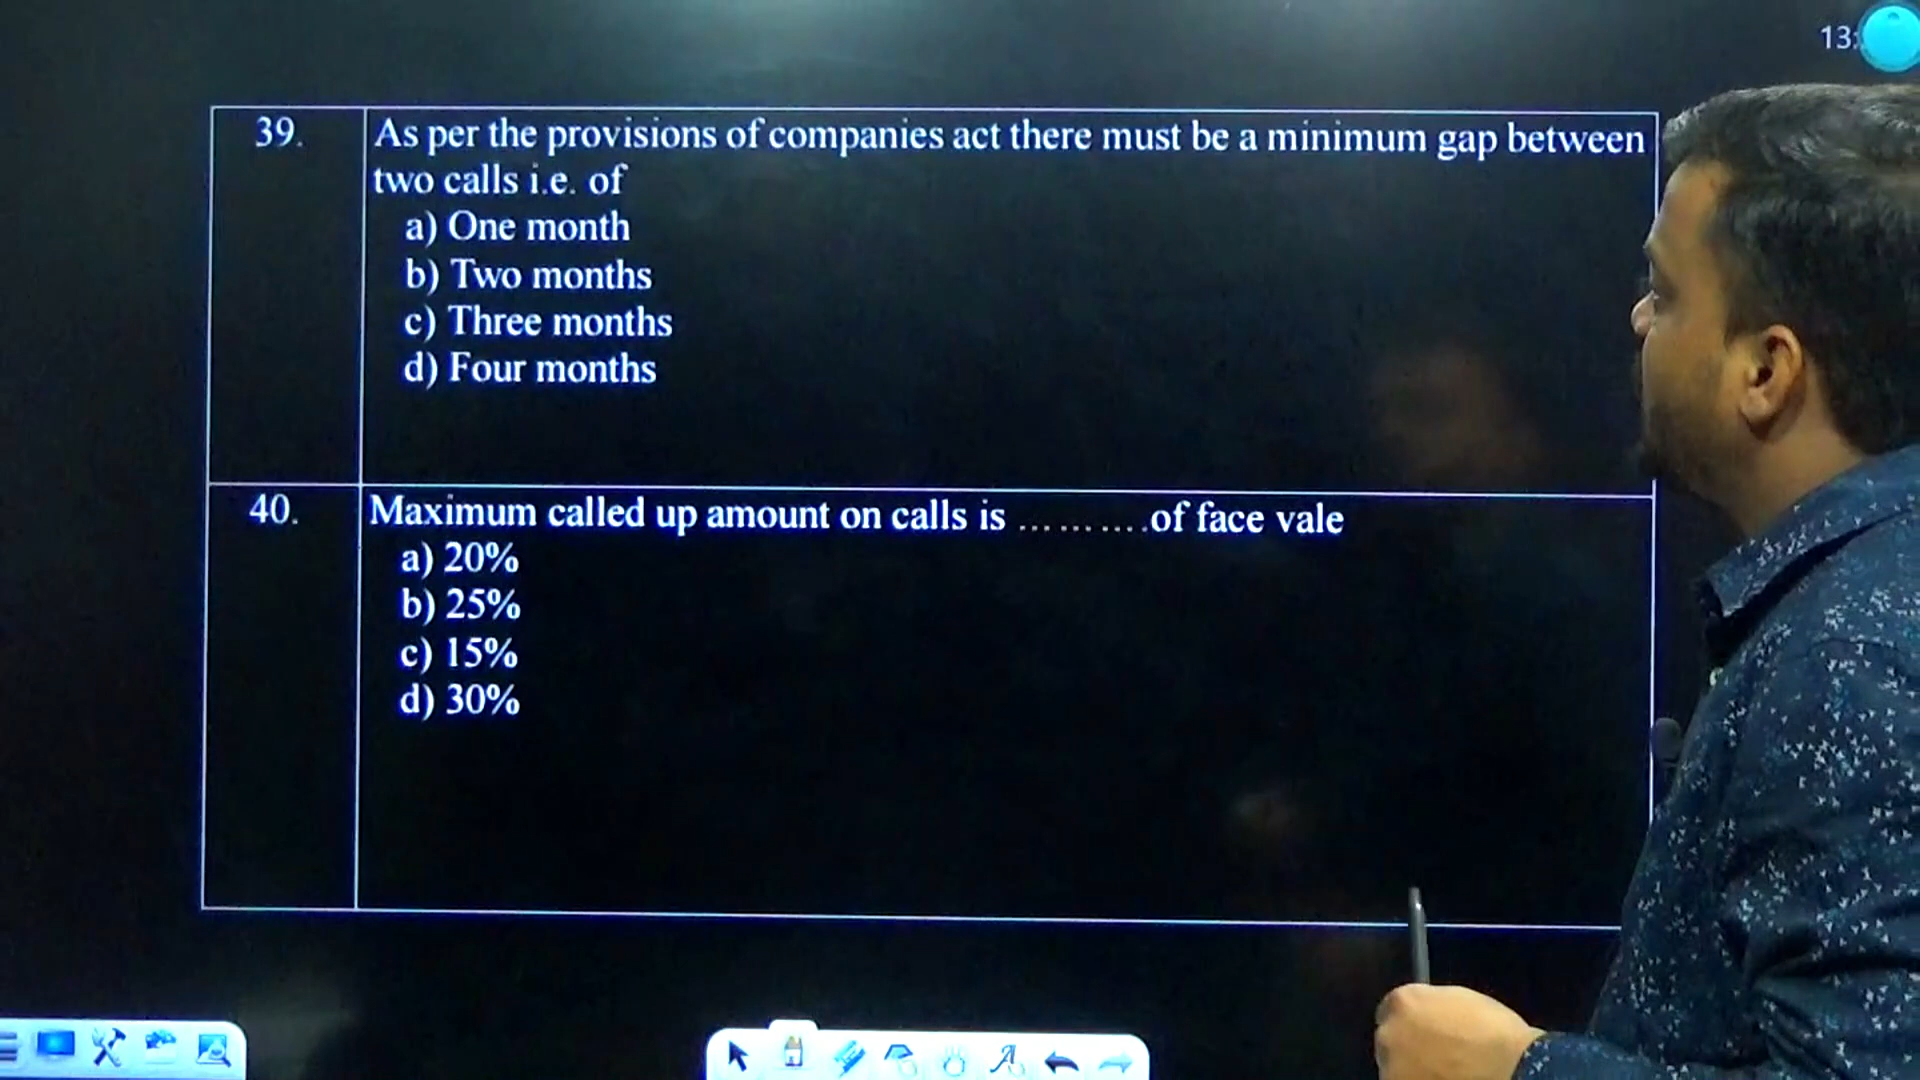 13:
39.
As per the provisions of companies act there must be a minimum gap between
two calls i.e. of
a) One month
b) Two months
c) Three months
d) Four months
40.
Maximum called up amount on calls is ……….of face vale
a) 20%
b) 25%
c) 15%
d) 30%